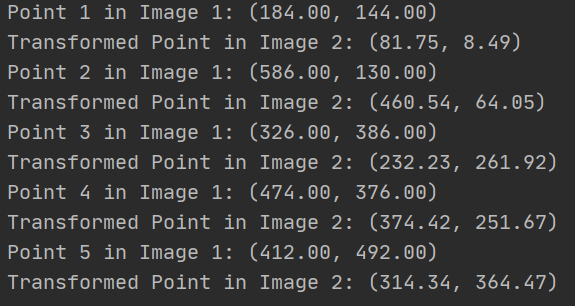 Point 1 in Image 1: (184.00, 144.00)
Transformed Point in Image 2: (81.75, 8.49)
Point 2 in Image 1: (586.00, 130.00)
Transformed Point in Image 2: (460.54, 64.05)
Point 3 in Image 1: (326.00, 386.00)
Transformed Point in Image 2: (232.23, 261.92)
Point 4 in Image 1: (474.00, 376.00)
Transformed Point in Image 2: (374.42, 251.67)
Point 5 in Image 1: (412.00, 492.00)
Transformed Point in Image 2: (314.34, 364.47)